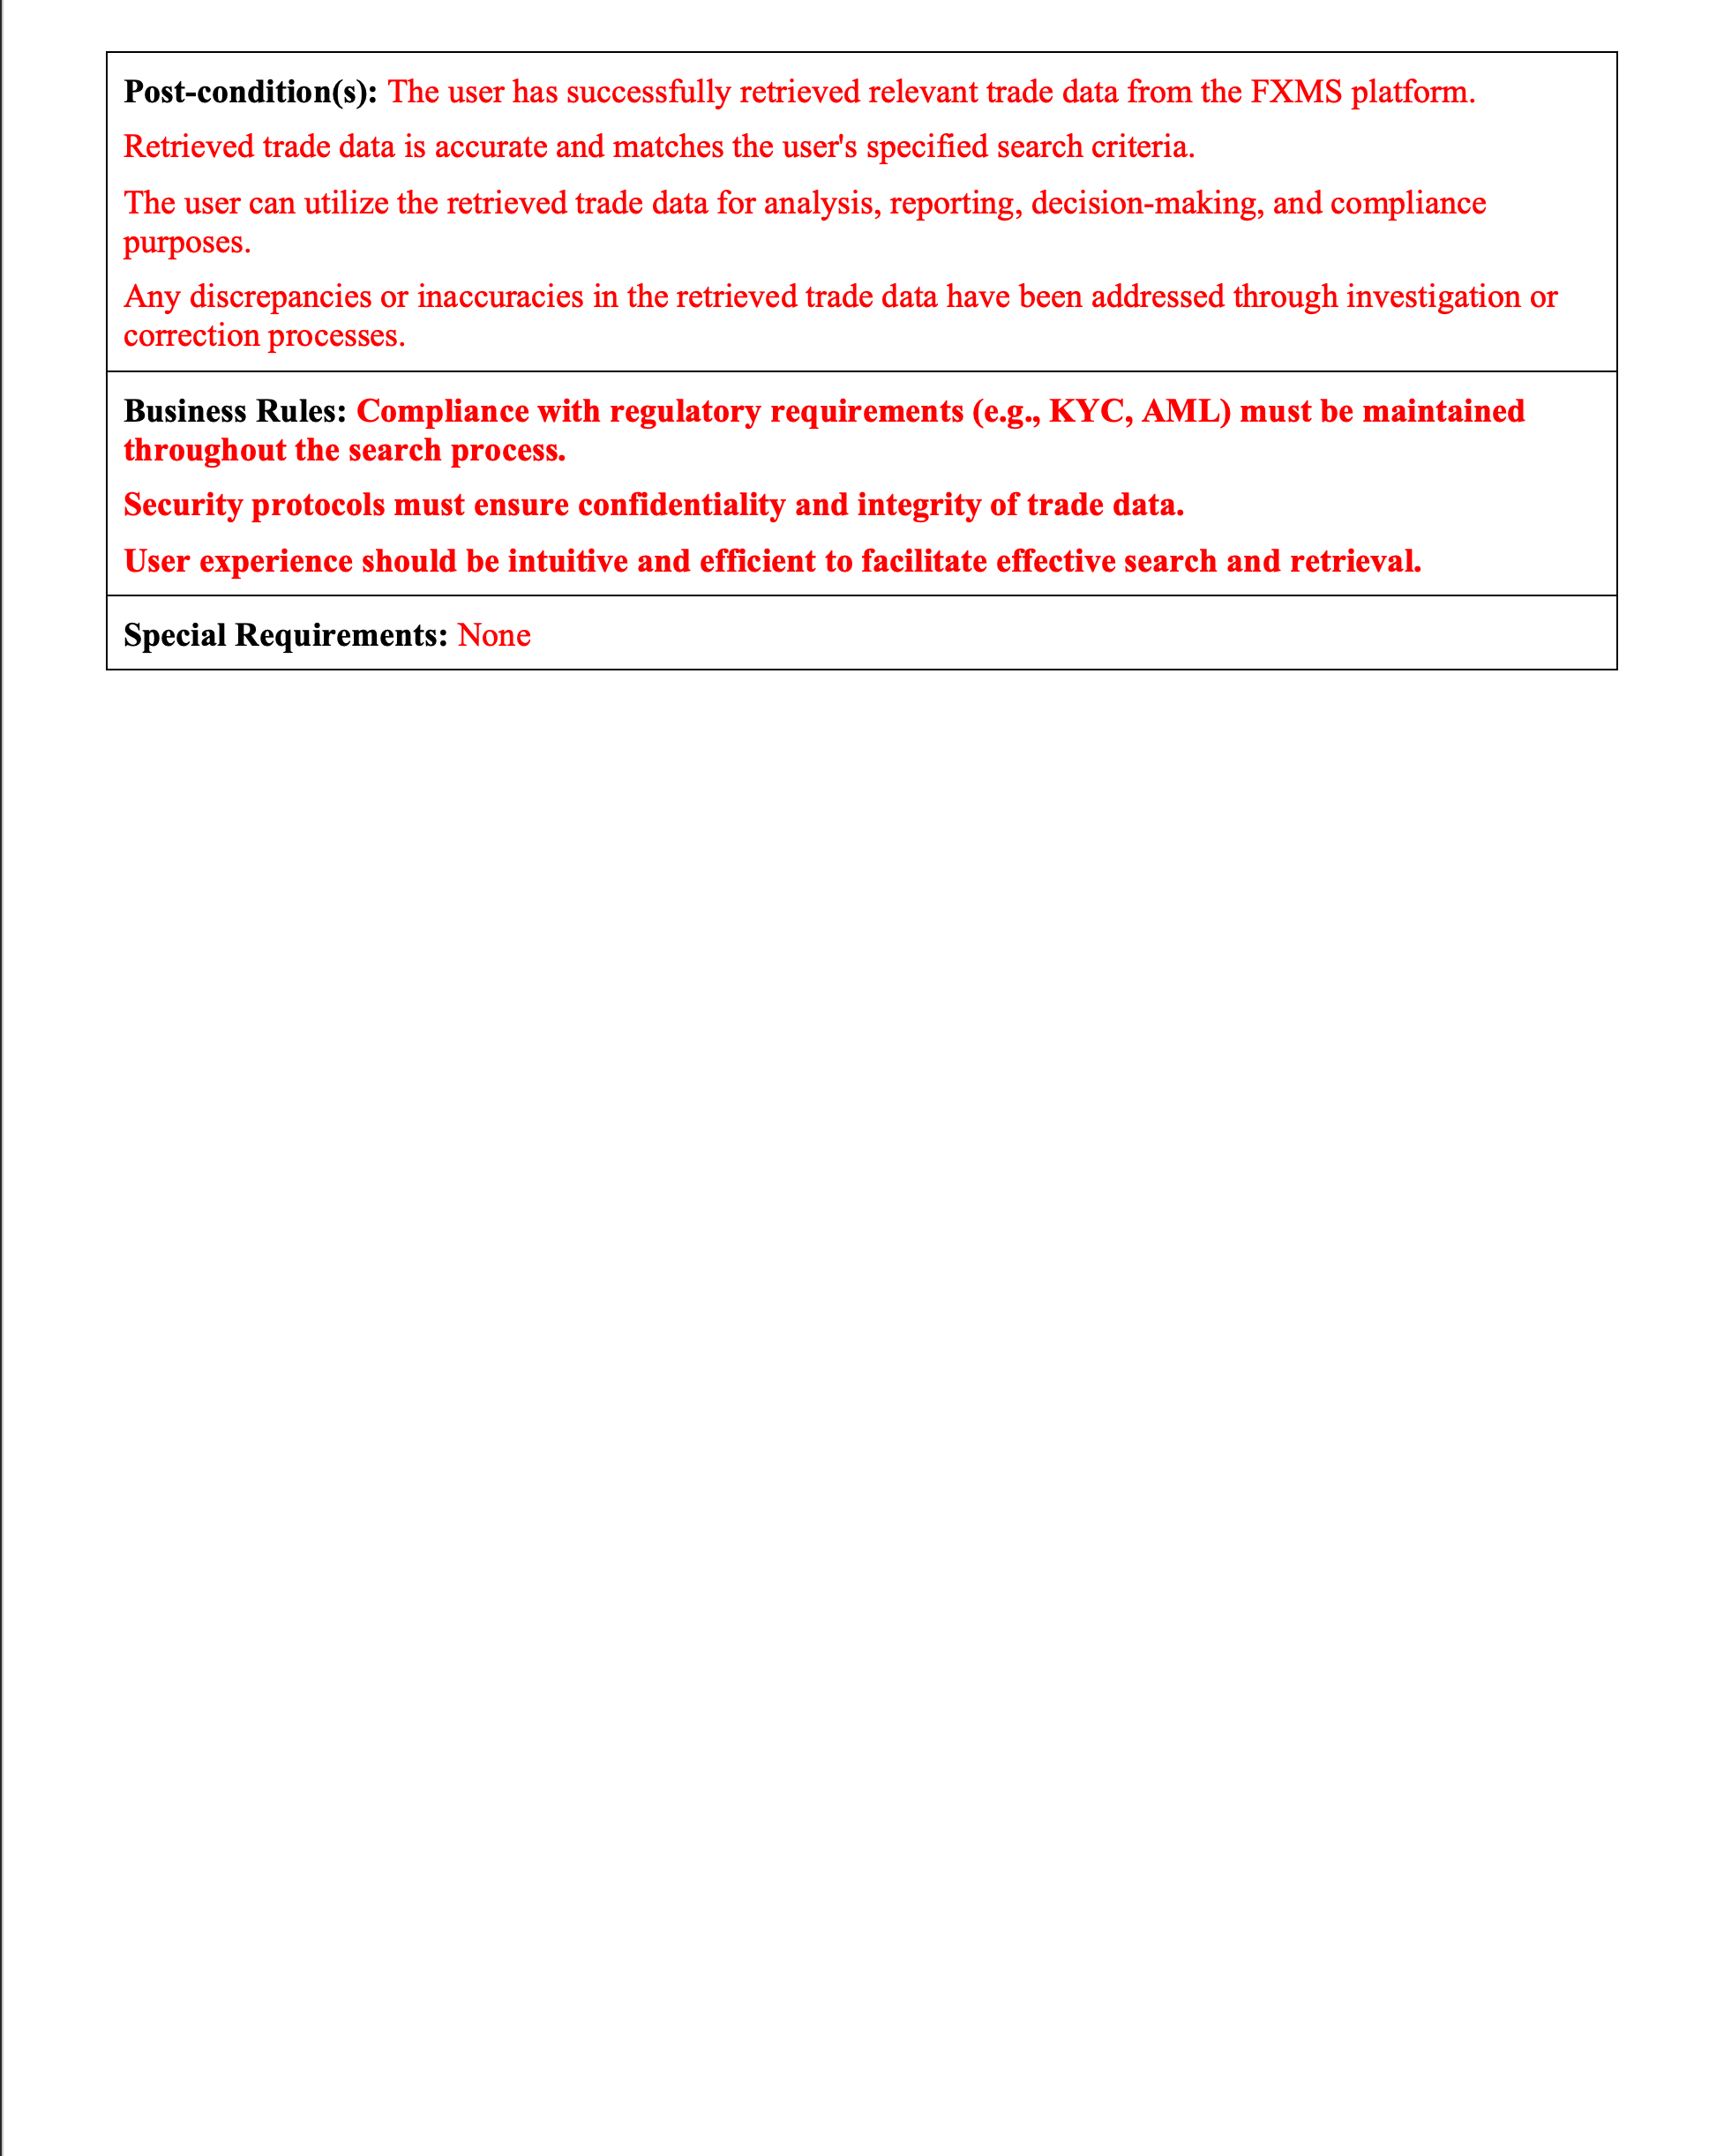 Post-condition(s): The user has successfully retrieved relevant trade data from the FXMS platform.
Retrieved trade data is accurate and matches the user's specified search criteria.
The user can utilize the retrieved trade data for analysis, reporting, decision-making, and compliance
purposes.
Any discrepancies or inaccuracies in the retrieved trade data have been addressed through investigation or
correction processes.
Business Rules: Compliance with regulatory requirements (e.g., KYC, AML) must be maintained
throughout the search process.
Security protocols must ensure confidentiality and integrity of trade data.
User experience should be intuitive and efficient to facilitate effective search and retrieval.
Special Requirements: None